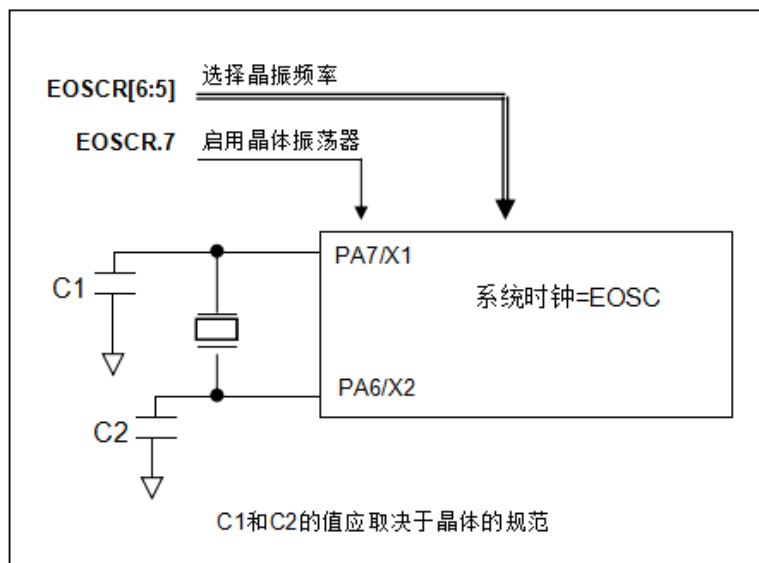 EOSCR[6:5] 选择晶振频率
EOSCR.7 启用晶体振荡器
PA7/X1
C1
系统时钟=EOSC
PA6/X2
C2
C1和C2的值应取决于晶体的规范